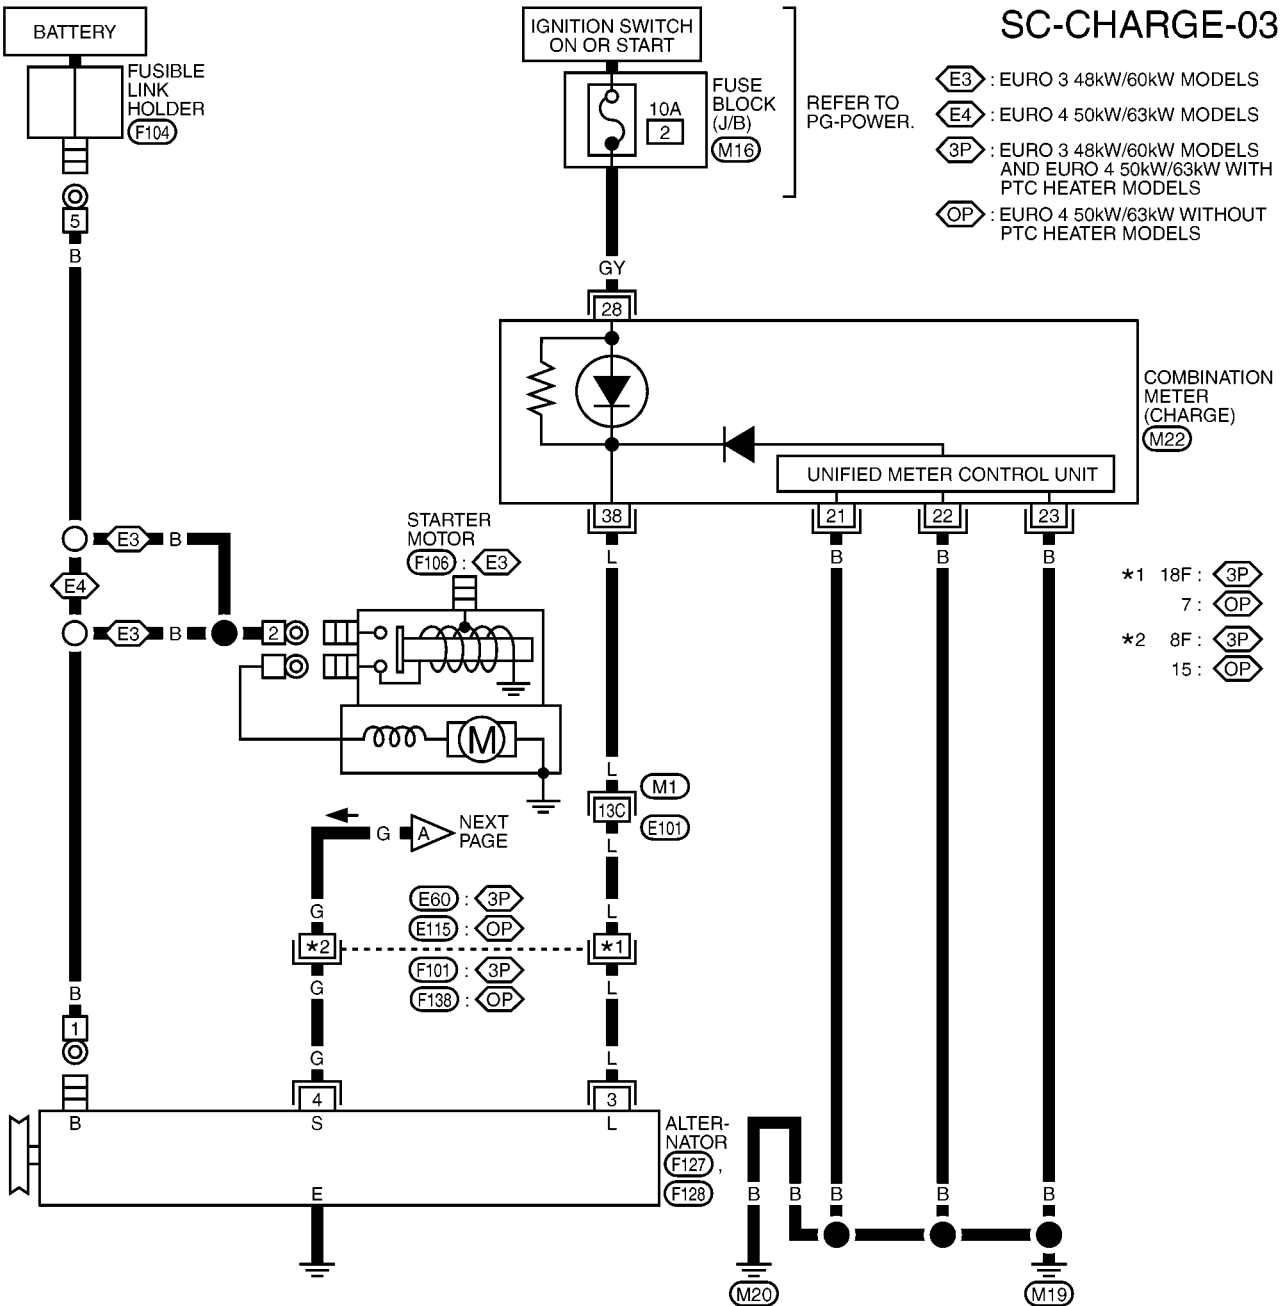 SC-CHARGE-03
BATTERY
FUSIBLE
LINK
HOLDER
F104
5
B
IGNITION SWITCH
ON OR START
10A
2
FUSE
BLOCK
(J/B)
M16
REFER TO
PG-POWER.
E3 : EURO 3 48kW/60kW MODELS
E4 : EURO 4 50kW/63kW MODELS
3P : EURO 3 48kW/60kW MODELS
AND EURO 4 50kW/63kW WITH
PTC HEATER MODELS
OP : EURO 4 50kW/63kW WITHOUT
PTC HEATER MODELS
GY
28
COMBINATION
METER
(CHARGE)
M22
UNIFIED METER CONTROL UNIT
38
21
22
23
L
B
B
B
E3
B
E4
E3
B
STARTER
MOTOR
F106 : E3
2
M
*1 18F : 3P
7 : OP
*2 8F : 3P
15 : OP
L
M1
13C
E101
L
G
A
NEXT
PAGE
G
L
E60 : 3P
E115 : OP
*2
*1
F101 : 3P
F138 : OP
G
L
B
1
G
L
4
3
B
S
L
ALTER-
NATOR
F127 ,
F128
E
B
B
B
B
B
M20
M19